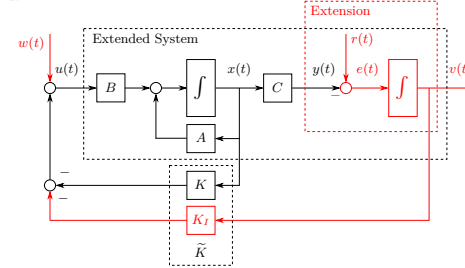 Extension
Extended System
w(t)
r(t)
u(t)
x(t)
y(t)
e(t)
v(t
B
∫
C
−
∫
A
−
K
−
K_I
K̃